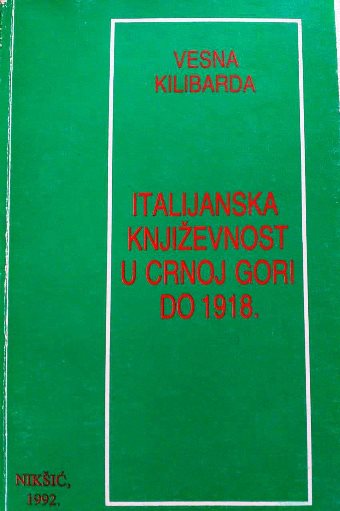 VESNA
KILIBARDA
ITALIJANSKA
KNJIŽEVNOST
U CRNOJ GORI
DO 1918.
NIKŠIĆ,
1992.